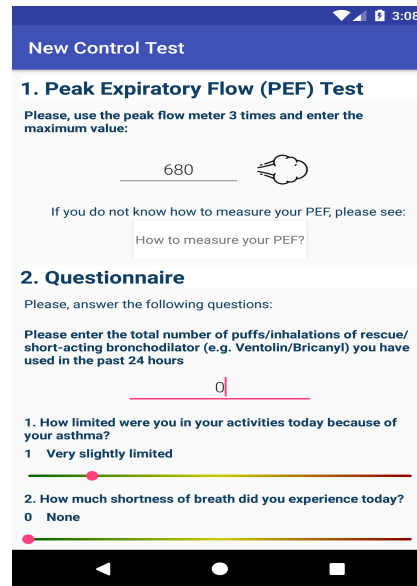 3:08
New Control Test
1. Peak Expiratory Flow (PEF) Test
Please, use the peak flow meter 3 times and enter the
maximum value:
680
If you do not know how to measure your PEF, please see:
How to measure your PEF?
2. Questionnaire
Please, answer the following questions:
Please enter the total number of puffs/inhalations of rescue/
short-acting bronchodilator (e.g. Ventolin/Bricanyl) you have
used in the past 24 hours
0
1. How limited were you in your activities today because of
your asthma?
1 Very slightly limited
2. How much shortness of breath did you experience today?
0 None